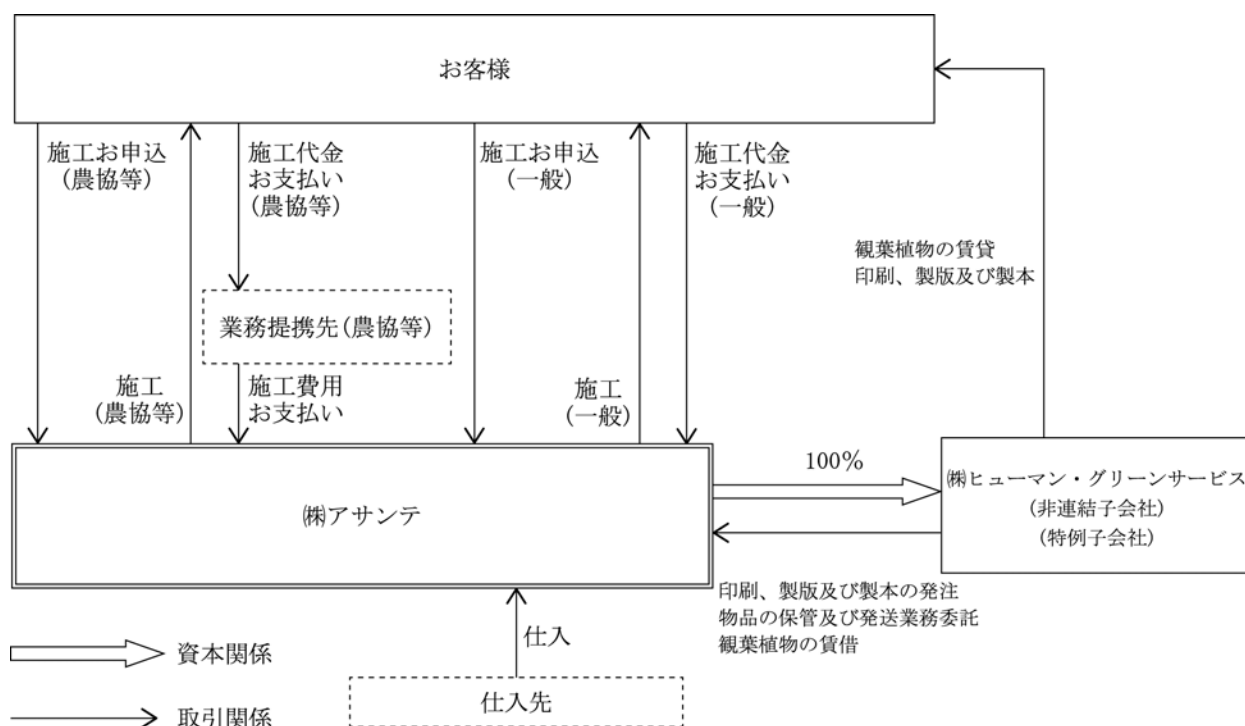 お客様
施工お申込
(農協等)
施工代金
お支払い
(農協等)
施工お申込
(一般)
施工代金
お支払い
(一般)
観葉植物の賃貸
印刷、製版及び製本
業務提携先(農協等)
施工
(農協等)
施工費用
お支払い
施工
(一般)
100%
㈱ヒューマン・グリーンサービス
(非連結子会社)
(特例子会社)
㈱アサンテ
印刷、製版及び製本の発注
物品の保管及び発送業務委託
観葉植物の賃借
仕入
資本関係
仕入先
取引関係